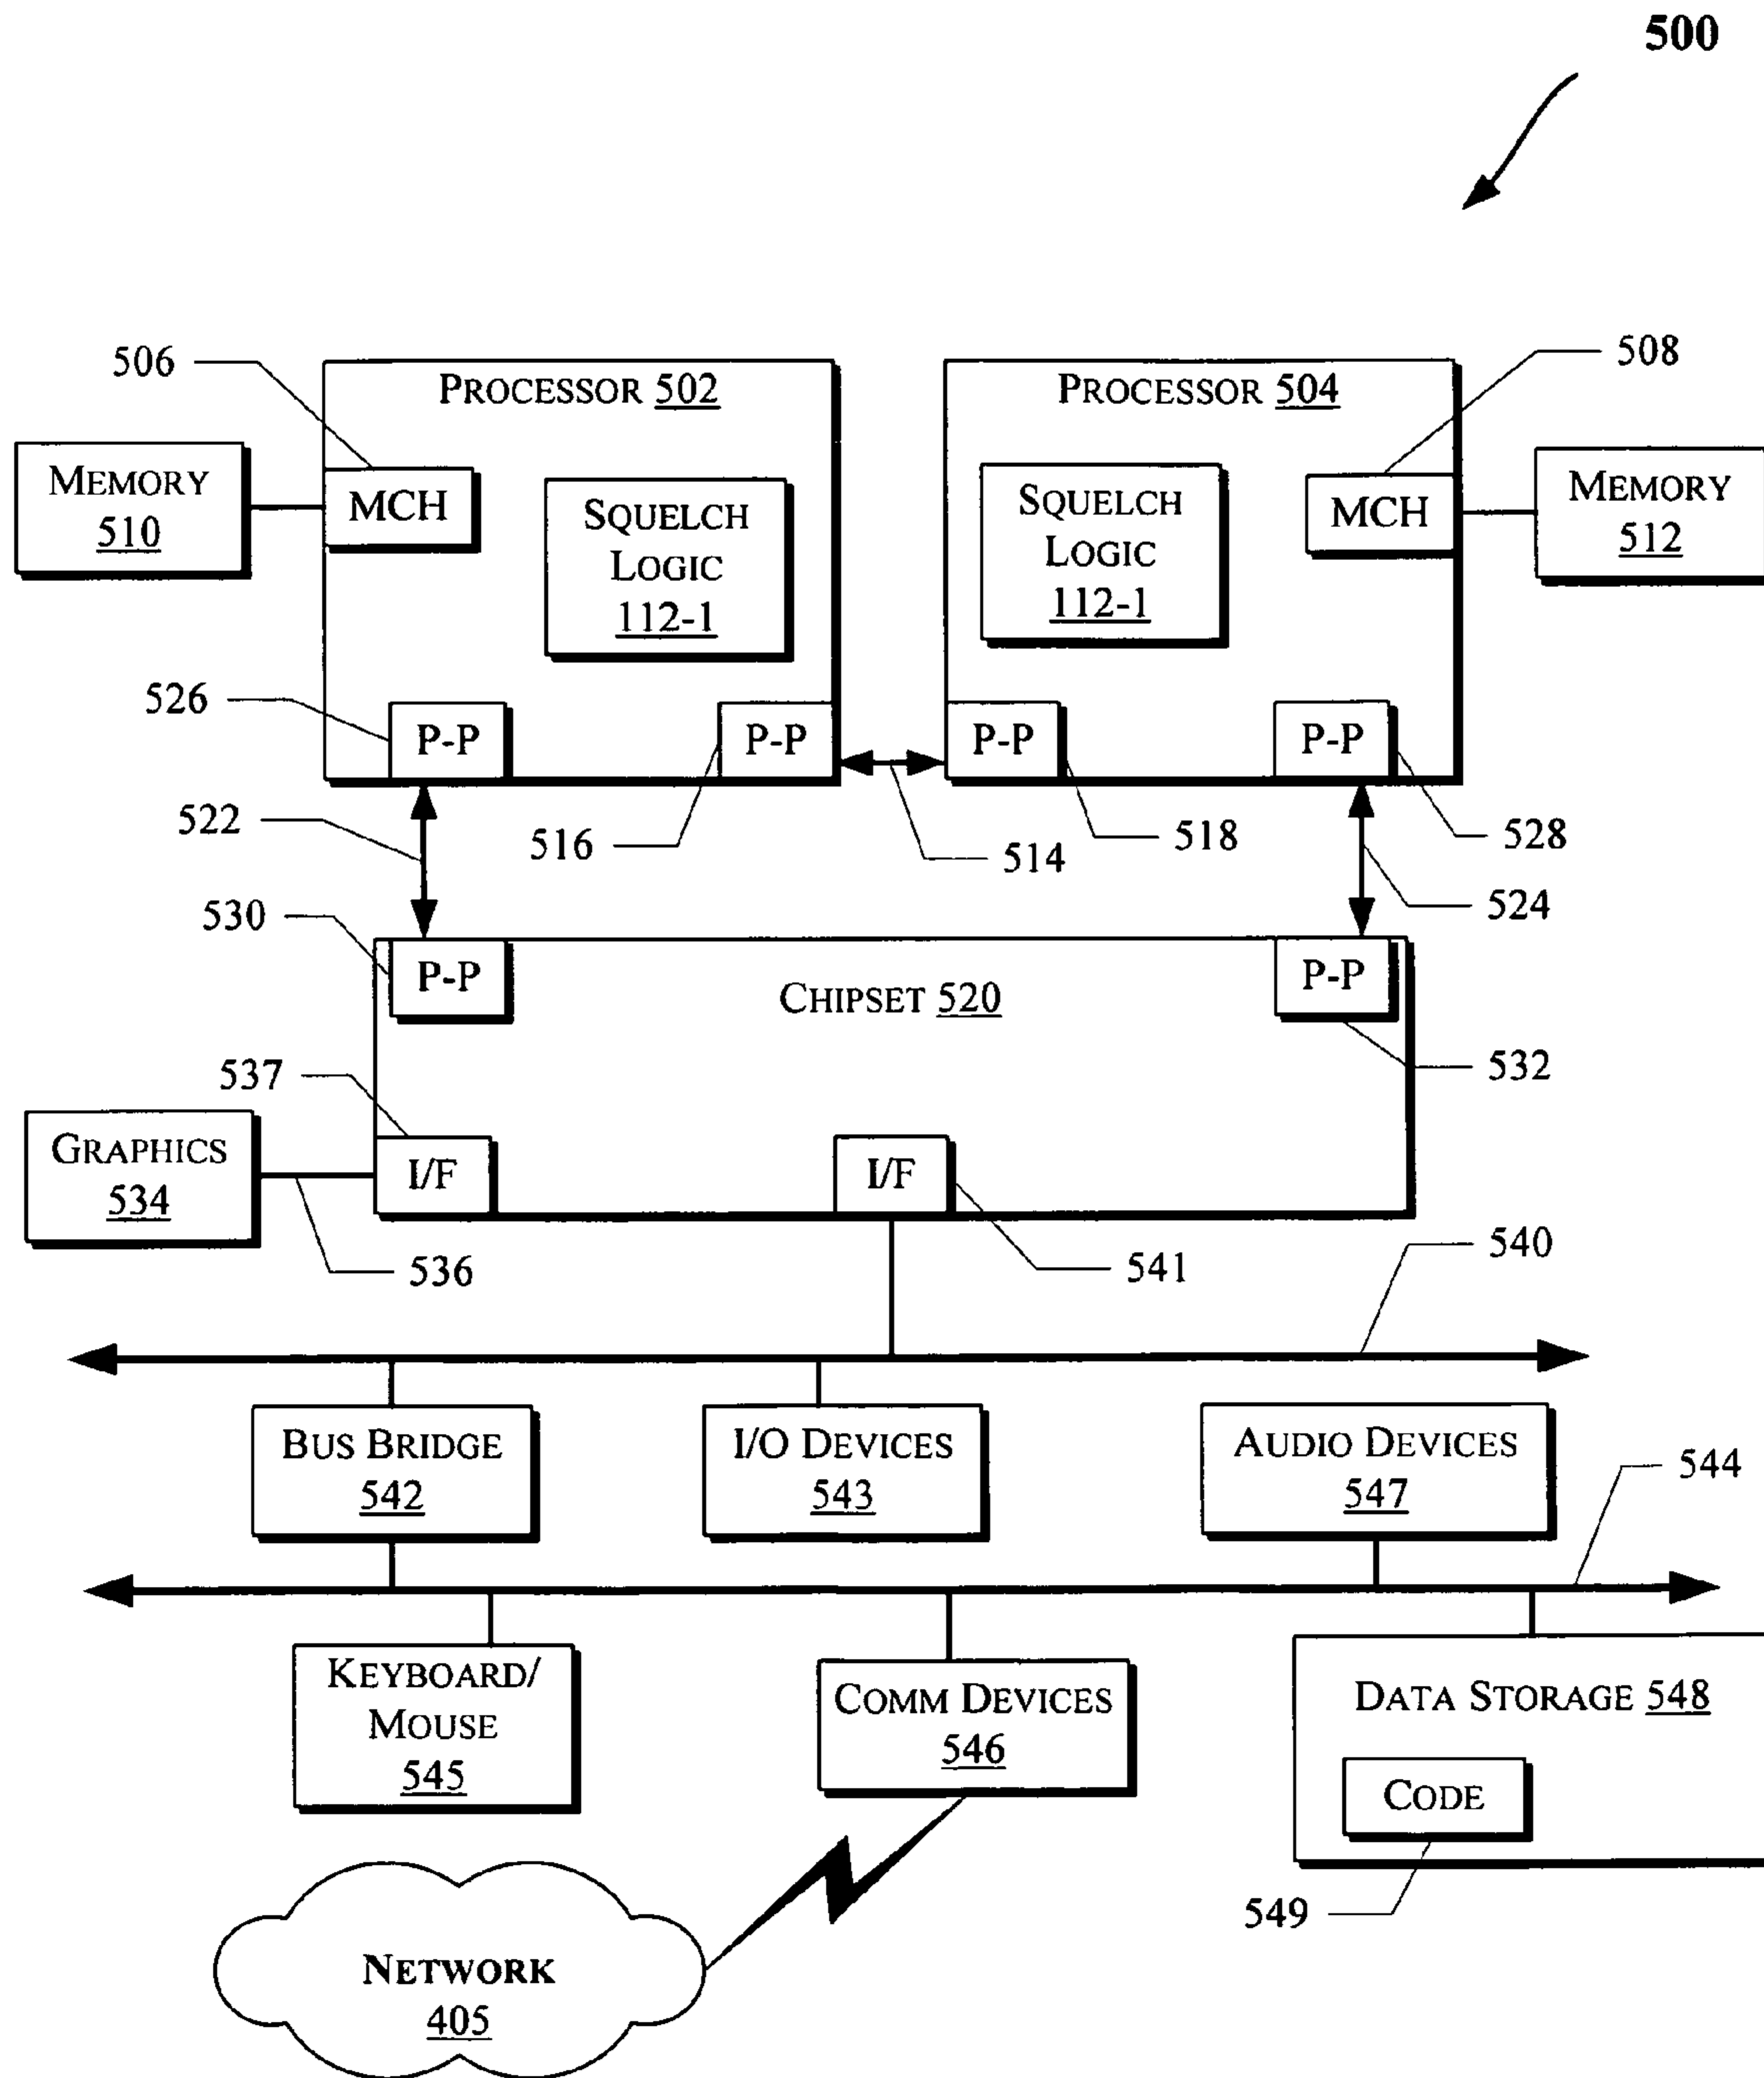 500
506
PROCESSOR 502
PROCESSOR 504
508
MEMORY
510
MCH
SQUELCH
LOGIC
112-1
SQUELCH
LOGIC
112-1
MCH
MEMORY
512
526
P-P
P-P
P-P
P-P
522
516
514
518
528
524
530
P-P
CHIPSET 520
P-P
532
537
GRAPHICS
534
I/F
I/F
536
541
540
BUS BRIDGE
542
I/O DEVICES
543
AUDIO DEVICES
547
544
KEYBOARD/
MOUSE
545
COMM DEVICES
546
DATA STORAGE 548
CODE
549
NETWORK
405